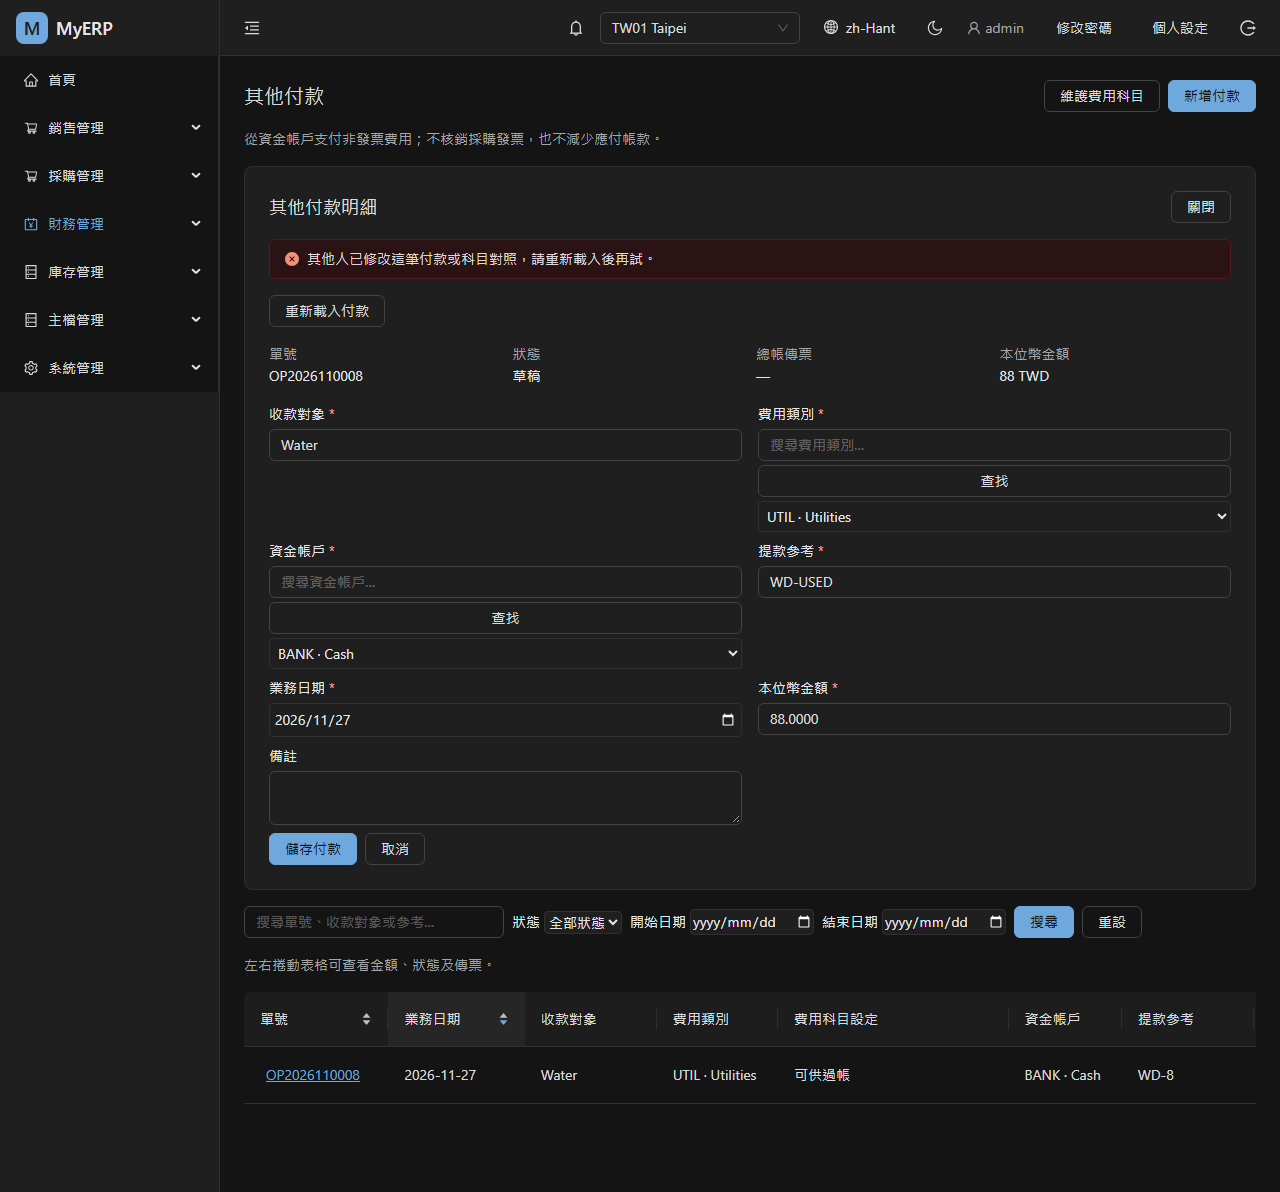 M MyERP
TW01 Taipei
zh-Hant
admin
修改密碼
個人設定
首頁
銷售管理
採購管理
財務管理
庫存管理
主檔管理
系統管理
其他付款
維護費用科目
新增付款
從資金帳戶支付非發票費用；不核銷採購發票，也不減少應付帳款。
其他付款明細
關閉
其他人已修改這筆付款或科目對照，請重新載入後再試。
重新載入付款
單號 狀態 總帳傳票 本位幣金額
OP2026110008 草稿 — 88 TWD
收款對象 * 費用類別 *
Water 搜尋費用類別...
查找
UTIL · Utilities
資金帳戶 * 提款參考 *
搜尋資金帳戶... WD-USED
查找
BANK · Cash
業務日期 * 本位幣金額 *
2026/11/27 88.0000
備註
儲存付款 取消
搜尋單號、收款對象或參考... 狀態 全部狀態 開始日期 yyyy/mm/dd 結束日期 yyyy/mm/dd 搜尋 重設
左右捲動表格可查看金額、狀態及傳票。
單號 業務日期 收款對象 費用類別 費用科目設定 資金帳戶 提款參考
OP2026110008 2026-11-27 Water UTIL · Utilities 可供過帳 BANK · Cash WD-8